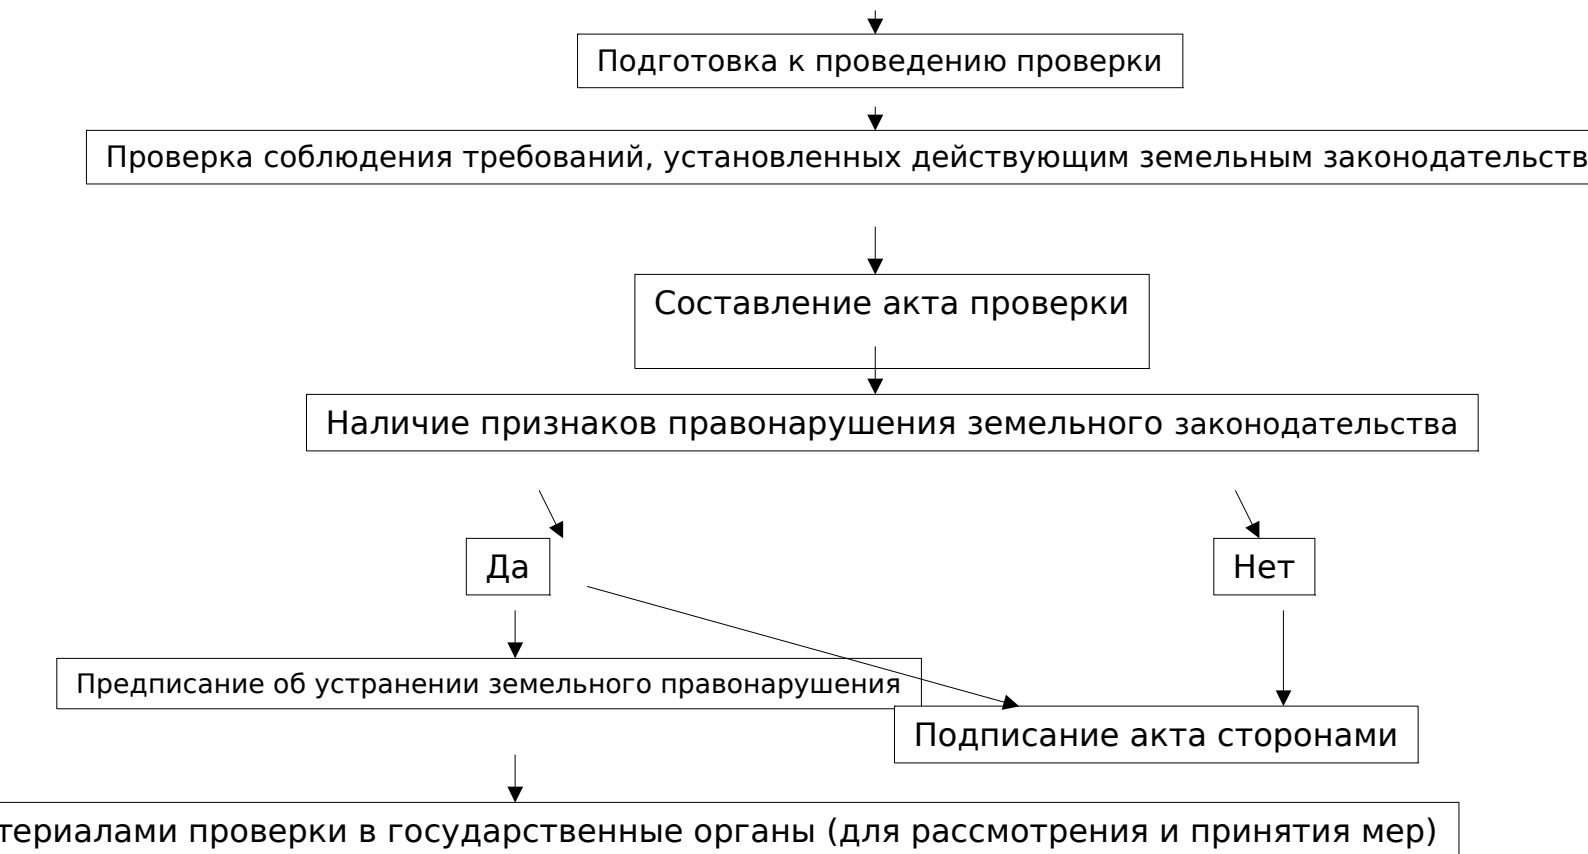 Подготовка к проведению проверки
Проверка соблюдения требований, установленных действующим земельным законодательств
Составление акта проверки
Наличие признаков правонарушения земельного законодательства
Да
Нет
Предписание об устранении земельного правонарушения
Подписание акта сторонами
териалами проверки в государственные органы (для рассмотрения и принятия мер)